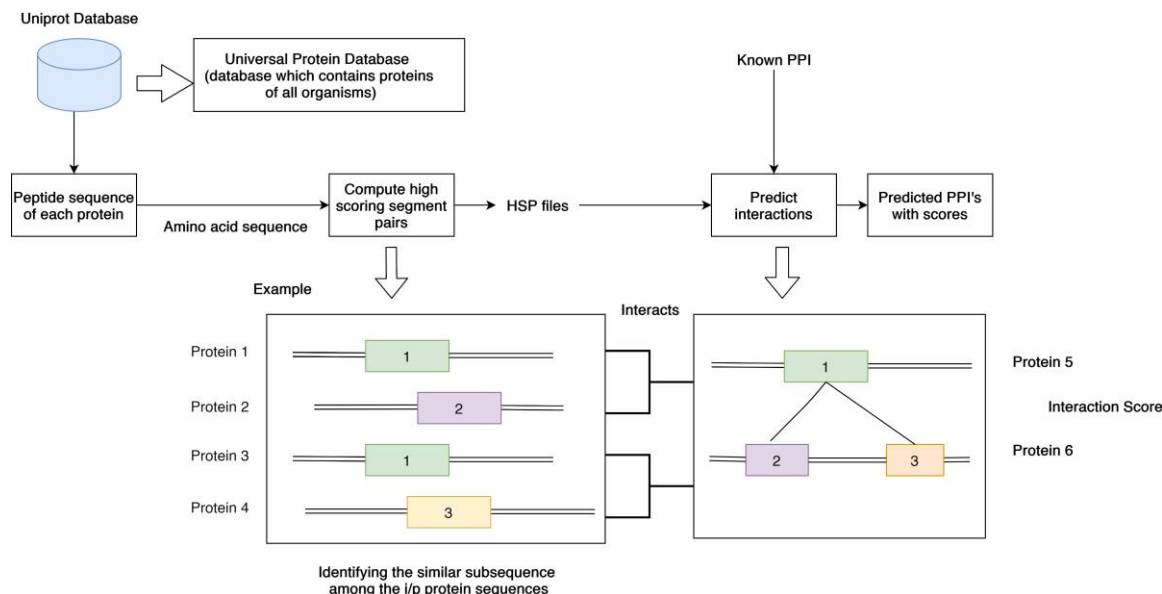 Uniprot Database
Universal Protein Database
(database which contains proteins
of all organisms)
Known PPI
Peptide sequence
of each protein
Amino acid sequence
Compute high
scoring segment
pairs
HSP files
Predict
interactions
Predicted PPI's
with scores
Example
Interacts
Protein 1
1
Protein 2
2
Protein 3
1
Protein 4
3
1
Protein 5
Interaction Score
2
3
Protein 6
Identifying the similar subsequence
among the i/p protein sequences